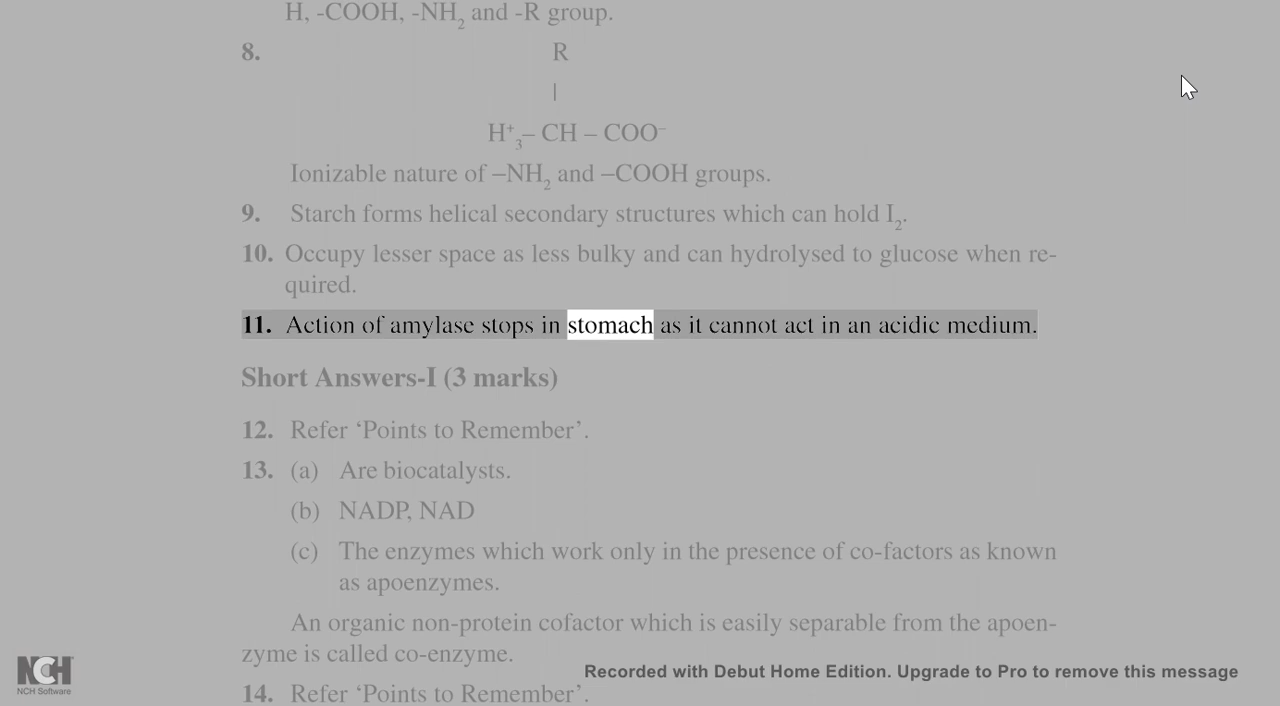 H, -COOH, -NH₂ and -R group.
8. R
|
H⁺₃– CH – COO⁻
Ionizable nature of –NH₂ and –COOH groups.
9. Starch forms helical secondary structures which can hold I₂.
10. Occupy lesser space as less bulky and can hydrolysed to glucose when re-
quired.
11. Action of amylase stops in stomach as it cannot act in an acidic medium.
Short Answers-I (3 marks)
12. Refer ‘Points to Remember’.
13. (a) Are biocatalysts.
(b) NADP, NAD
(c) The enzymes which work only in the presence of co-factors as known
as apoenzymes.
An organic non-protein cofactor which is easily separable from the apoen-
zyme is called co-enzyme.
14. Refer ‘Points to Remember’.
NCH
NCH Software
Recorded with Debut Home Edition. Upgrade to Pro to remove this message